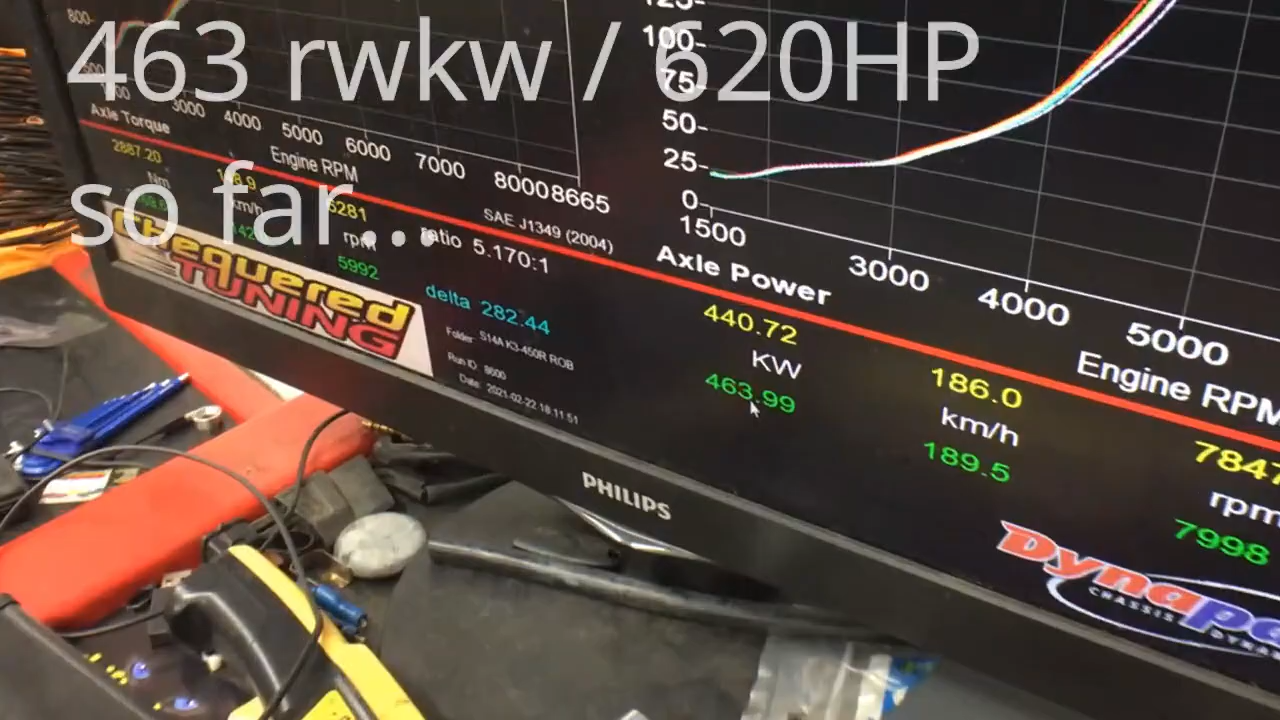 463 rwkw / 620HP
so far...
800-
3000 4000 5000 6000 7000 8000 8665
Engine RPM
Axle Torque
2887.20
Nm
km/h
6281
rpm
5992
ratio 5.170:1
SAE J1349 (2004)
chequered
TUNING
delta 282.44
Folder: S14A K3-450R ROB
Run ID: 8600
Date: 2021-02-22 18:11:51
125-
100-
75-
50-
25-
0-
1500 3000 4000 5000
Engine RPM
Axle Power
440.72
KW
463.99
186.0
km/h
189.5
7847
rpm
7998
PHILIPS
Dynapa
CHASSIS DYNA